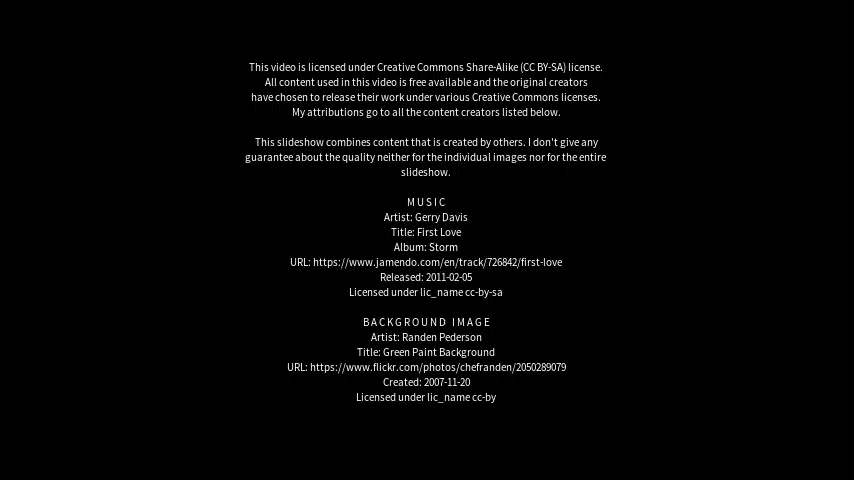 This video is licensed under Creative Commons Share-Alike (CC BY-SA) license.
All content used in this video is free available and the original creators
have chosen to release their work under various Creative Commons licenses.
My attributions go to all the content creators listed below.
This slideshow combines content that is created by others. I don't give any
guarantee about the quality neither for the individual images nor for the entire
slideshow.
MUSIC
Artist: Gerry Davis
Title: First Love
Album: Storm
URL: https://www.jamendo.com/en/track/726842/first-love
Released: 2011-02-05
Licensed under lic_name cc-by-sa
BACKGROUND IMAGE
Artist: Randen Pederson
Title: Green Paint Background
URL: https://www.flickr.com/photos/chefranden/2050289079
Created: 2007-11-20
Licensed under lic_name cc-by